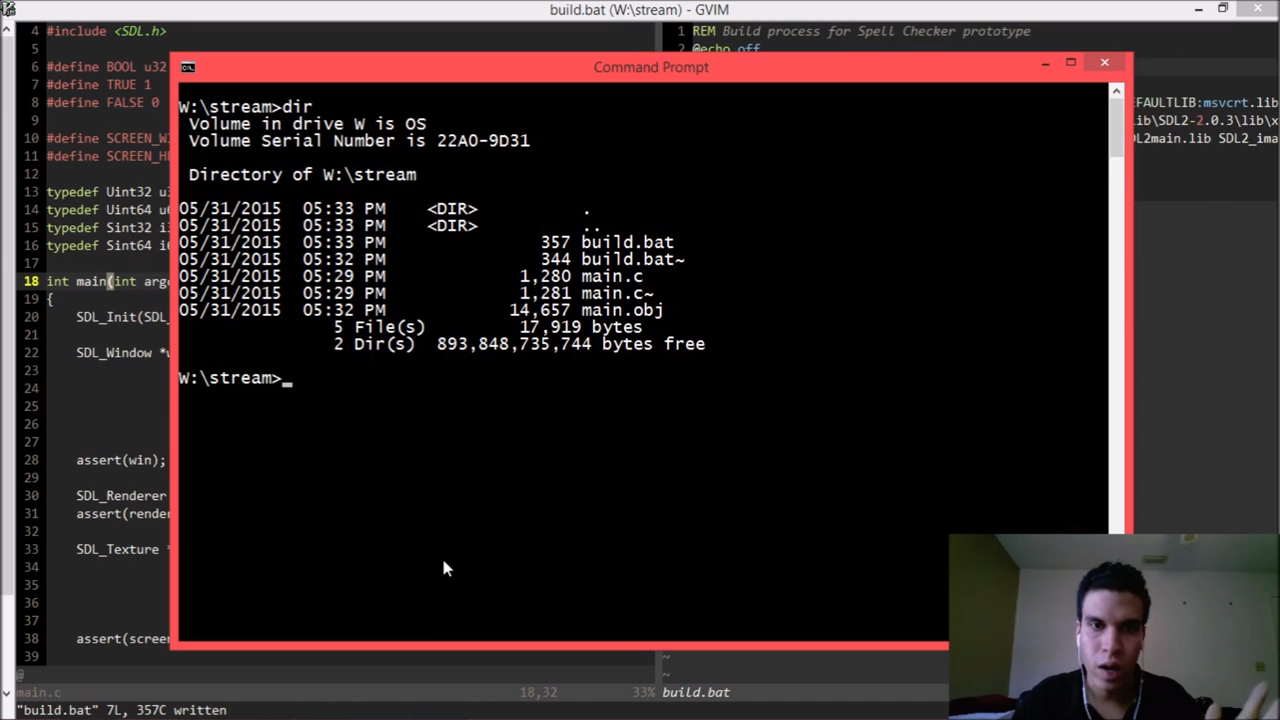 build.bat (W:\stream) - GVIM
4 #include <SDL.h>
5
6 #define BOOL u32
7 #define TRUE 1
8 #define FALSE 0
9
10 #define SCREEN_W
11 #define SCREEN_H
12
13 typedef Uint32 u
14 typedef Uint64 u
15 typedef Sint32 i
16 typedef Sint64 i
17
18 int main(int arg
19 {
20 SDL_Init(SDL_
21
22 SDL_Window *
23
24
25
26
27
28 assert(win);
29
30 SDL_Renderer
31 assert(rende
32
33 SDL_Texture *
34
35
36
37
38 assert(scree
39
@
main.c 18,32 33%
1 REM Build process for Spell Checker prototype
2 @echo off
EFAULTLIB:msvcrt.lib
lib\SDL2-2.0.3\lib\x
DL2main.lib SDL2_ima
~
~
build.bat
"build.bat" 7L, 357C written
Command Prompt
W:\stream>dir
Volume in drive W is OS
Volume Serial Number is 22A0-9D31
Directory of W:\stream
05/31/2015 05:33 PM <DIR> .
05/31/2015 05:33 PM <DIR> ..
05/31/2015 05:33 PM 357 build.bat
05/31/2015 05:32 PM 344 build.bat~
05/31/2015 05:29 PM 1,280 main.c
05/31/2015 05:29 PM 1,281 main.c~
05/31/2015 05:32 PM 14,657 main.obj
5 File(s) 17,919 bytes
2 Dir(s) 893,848,735,744 bytes free
W:\stream>_